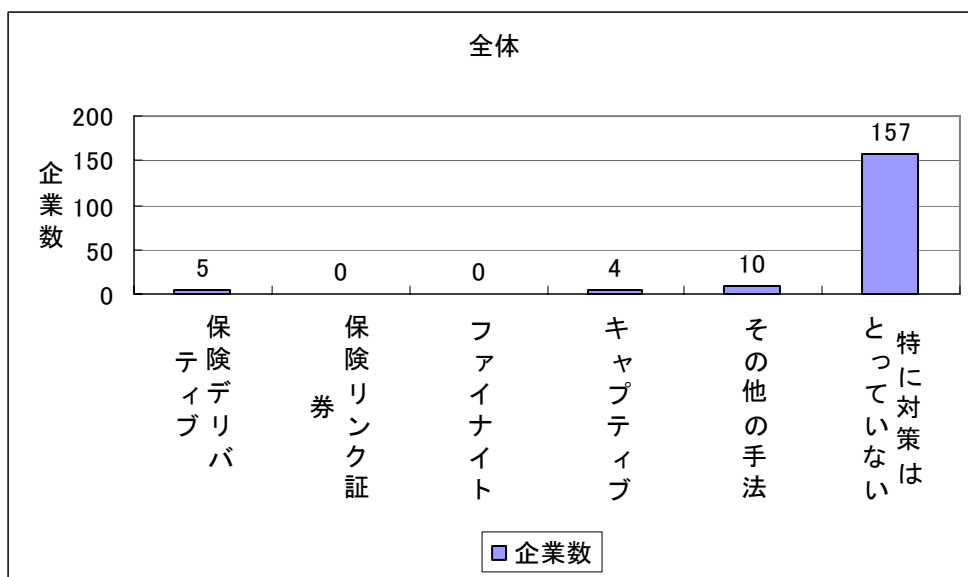 全体
企業数
200
150
100
50
0
5
0
0
4
10
157
保険デリバ
ティブ
保険リンク証
券
ファイナイト
キャプティブ
その他の手法
特に対策は
とっていない
企業数